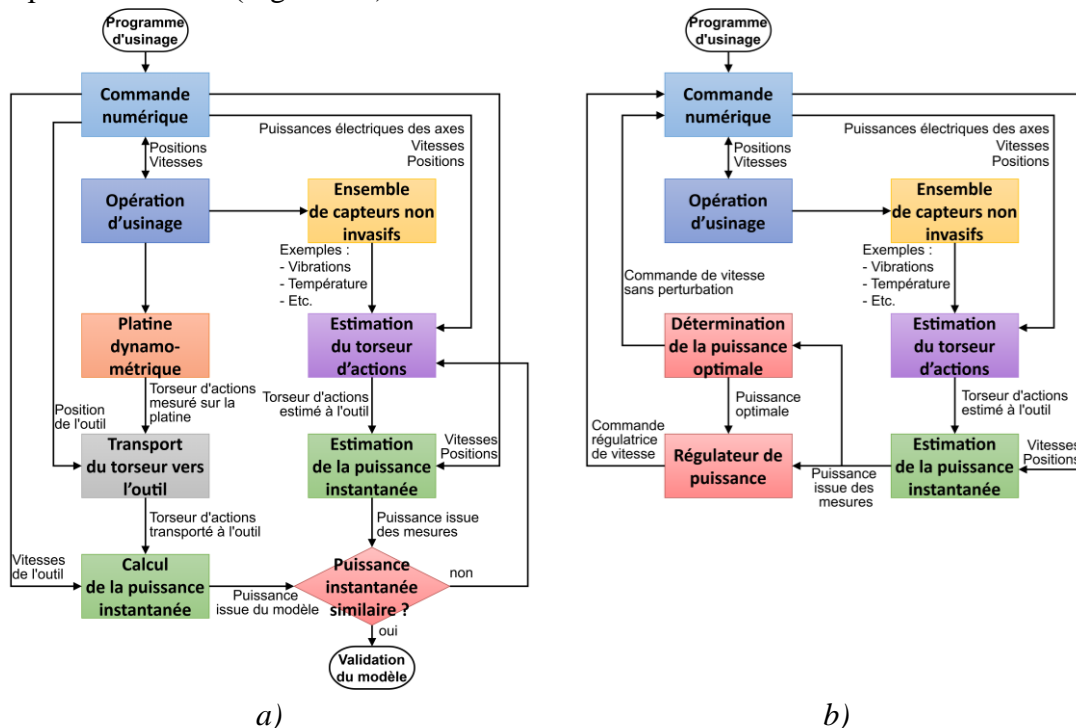 Programme
d'usinage
Commande
numérique
Puissances électriques des axes
Vitesses
Positions
Positions
Vitesses
Opération
d'usinage
Ensemble
de capteurs non
invasifs
Exemples :
- Vibrations
- Température
- Etc.
Platine
dynamo-
métrique
Estimation
du torseur
d'actions
Torseur d'actions
mesuré sur la
platine
Position
de l'outil
Torseur d'actions
estimé à l'outil
Transport
du torseur vers
l'outil
Estimation
de la puissance
instantanée
Vitesses
Positions
Torseur d'actions
transporté à l'outil
Puissance issue
des mesures
Vitesses
de l'outil
Calcul
de la puissance
instantanée
Puissance
issue du modèle
Puissance
instantanée
similaire ?
non
oui
Validation
du modèle
a)
Programme
d'usinage
Commande
numérique
Puissances électriques des axes
Vitesses
Positions
Positions
Vitesses
Opération
d'usinage
Ensemble
de capteurs non
invasifs
Exemples :
- Vibrations
- Température
- Etc.
Commande de vitesse
sans perturbation
Détermination
de la puissance
optimale
Estimation
du torseur
d'actions
Puissance
optimale
Torseur d'actions
estimé à l'outil
Commande
régulatrice
de vitesse
Régulateur de
puissance
Puissance
issue des
mesures
Estimation
de la puissance
instantanée
Vitesses
Positions
b)